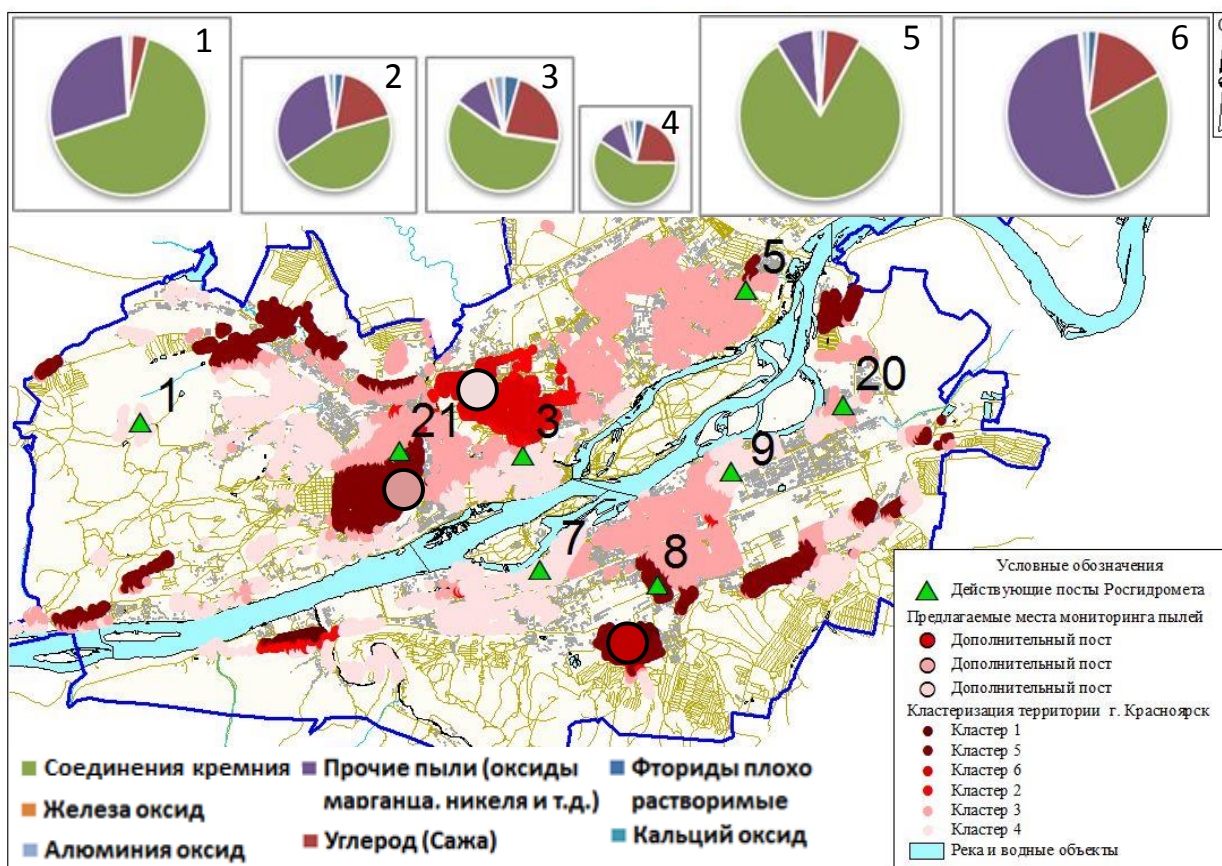 1
2
3
4
5
6
1
21
3
5
20
9
7
8
Условные обозначения
Действующие посты Росгидромета
Предлагаемые места мониторинга пылей
Дополнительный пост
Дополнительный пост
Дополнительный пост
Кластеризация территории г. Красноярск
Кластер 1
Кластер 5
Кластер 6
Кластер 2
Кластер 3
Кластер 4
Река и водные объекты
Соединения кремния
Железа оксид
Алюминия оксид
Прочие пыли (оксиды
марганца, никеля и т.д.)
Углерод (Сажа)
Фториды плохо
растворимые
Кальций оксид